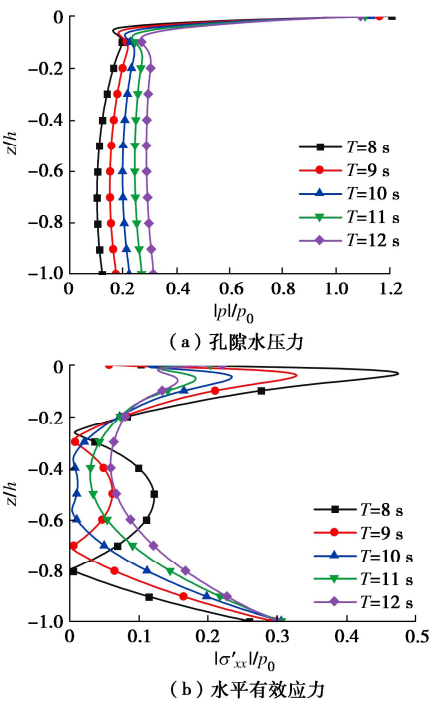 0
−0.2
−0.4
−0.6
−0.8
−1.0
z/h
T=8 s
T=9 s
T=10 s
T=11 s
T=12 s
0 0.2 0.4 0.6 0.8 1.0 1.2
|p|/p₀
（a）孔隙水压力
0
−0.2
−0.4
−0.6
−0.8
−1.0
z/h
T=8 s
T=9 s
T=10 s
T=11 s
T=12 s
0 0.1 0.2 0.3 0.4 0.5
|σ′ₓₓ|/p₀
（b）水平有效应力